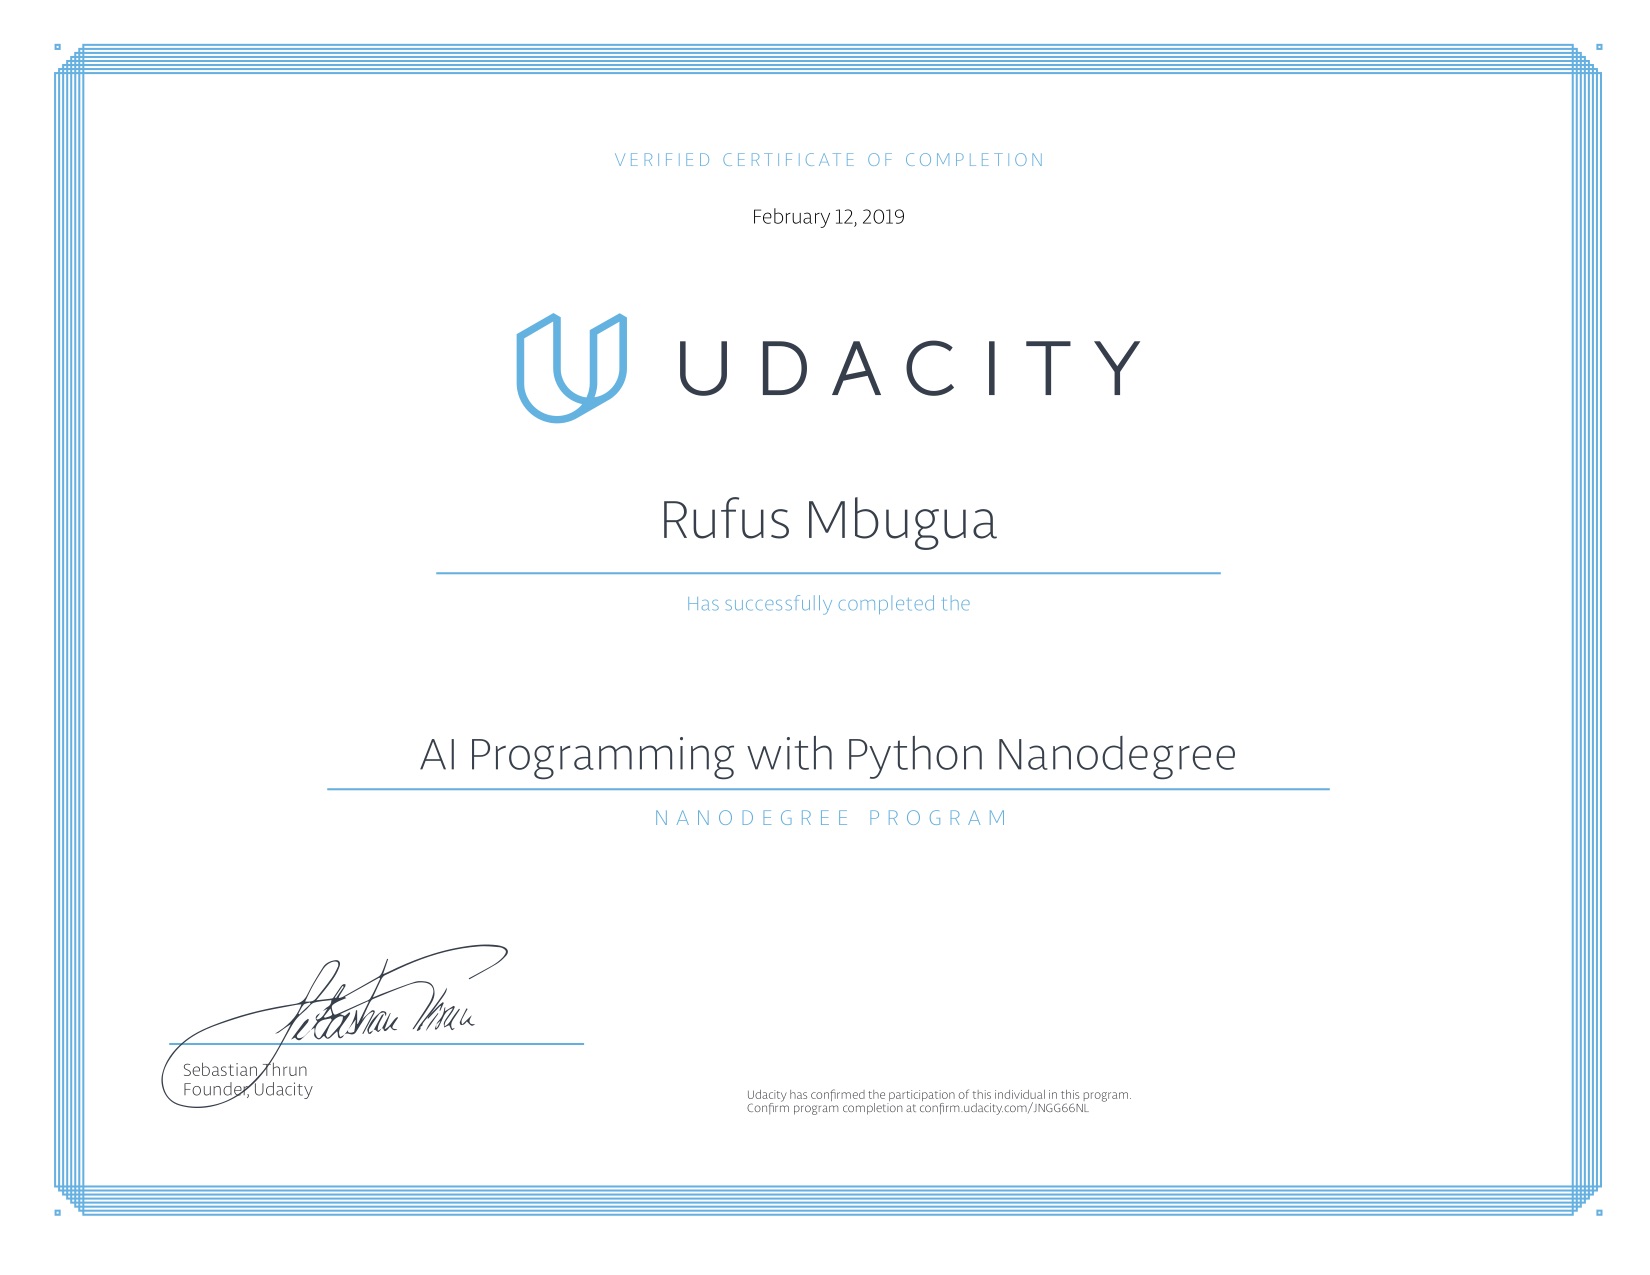 VERIFIED CERTIFICATE OF COMPLETION
February 12, 2019
UDACITY
Rufus Mbugua
Has successfully completed the
AI Programming with Python Nanodegree
NANODEGREE PROGRAM
Sebastian Thrun
Sebastian Thrun
Founder, Udacity
Udacity has confirmed the participation of this individual in this program.
Confirm program completion at confirm.udacity.com/JNGG66NL